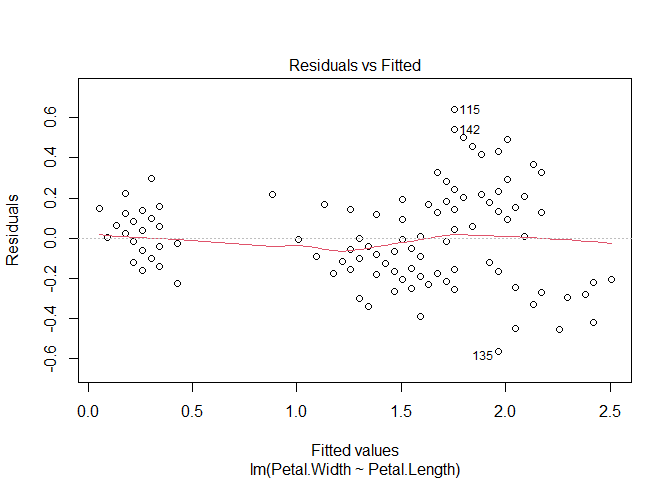 Residuals vs Fitted
Residuals
0.6
0.4
0.2
0.0
-0.2
-0.4
-0.6
115
142
135
0.0 0.5 1.0 1.5 2.0 2.5
Fitted values
lm(Petal.Width ~ Petal.Length)